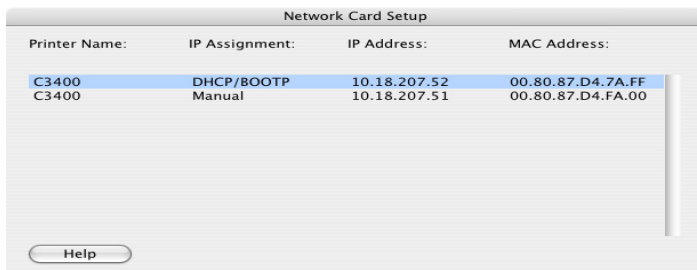 Network Card Setup
Printer Name: IP Assignment: IP Address: MAC Address:
C3400 DHCP/BOOTP 10.18.207.52 00.80.87.D4.7A.FF
C3400 Manual 10.18.207.51 00.80.87.D4.FA.00
Help